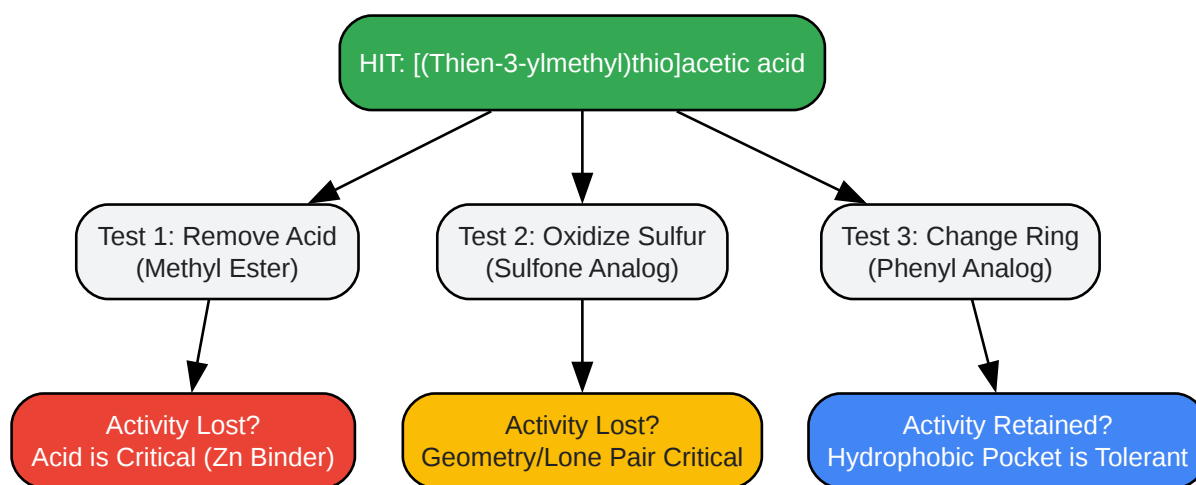 HIT: [(Thien-3-ylmethyl)thio]acetic acid
Test 1: Remove Acid
(Methyl Ester)
Test 2: Oxidize Sulfur
(Sulfone Analog)
Test 3: Change Ring
(Phenyl Analog)
Activity Lost?
Acid is Critical (Zn Binder)
Activity Lost?
Geometry/Lone Pair Critical
Activity Retained?
Hydrophobic Pocket is Tolerant